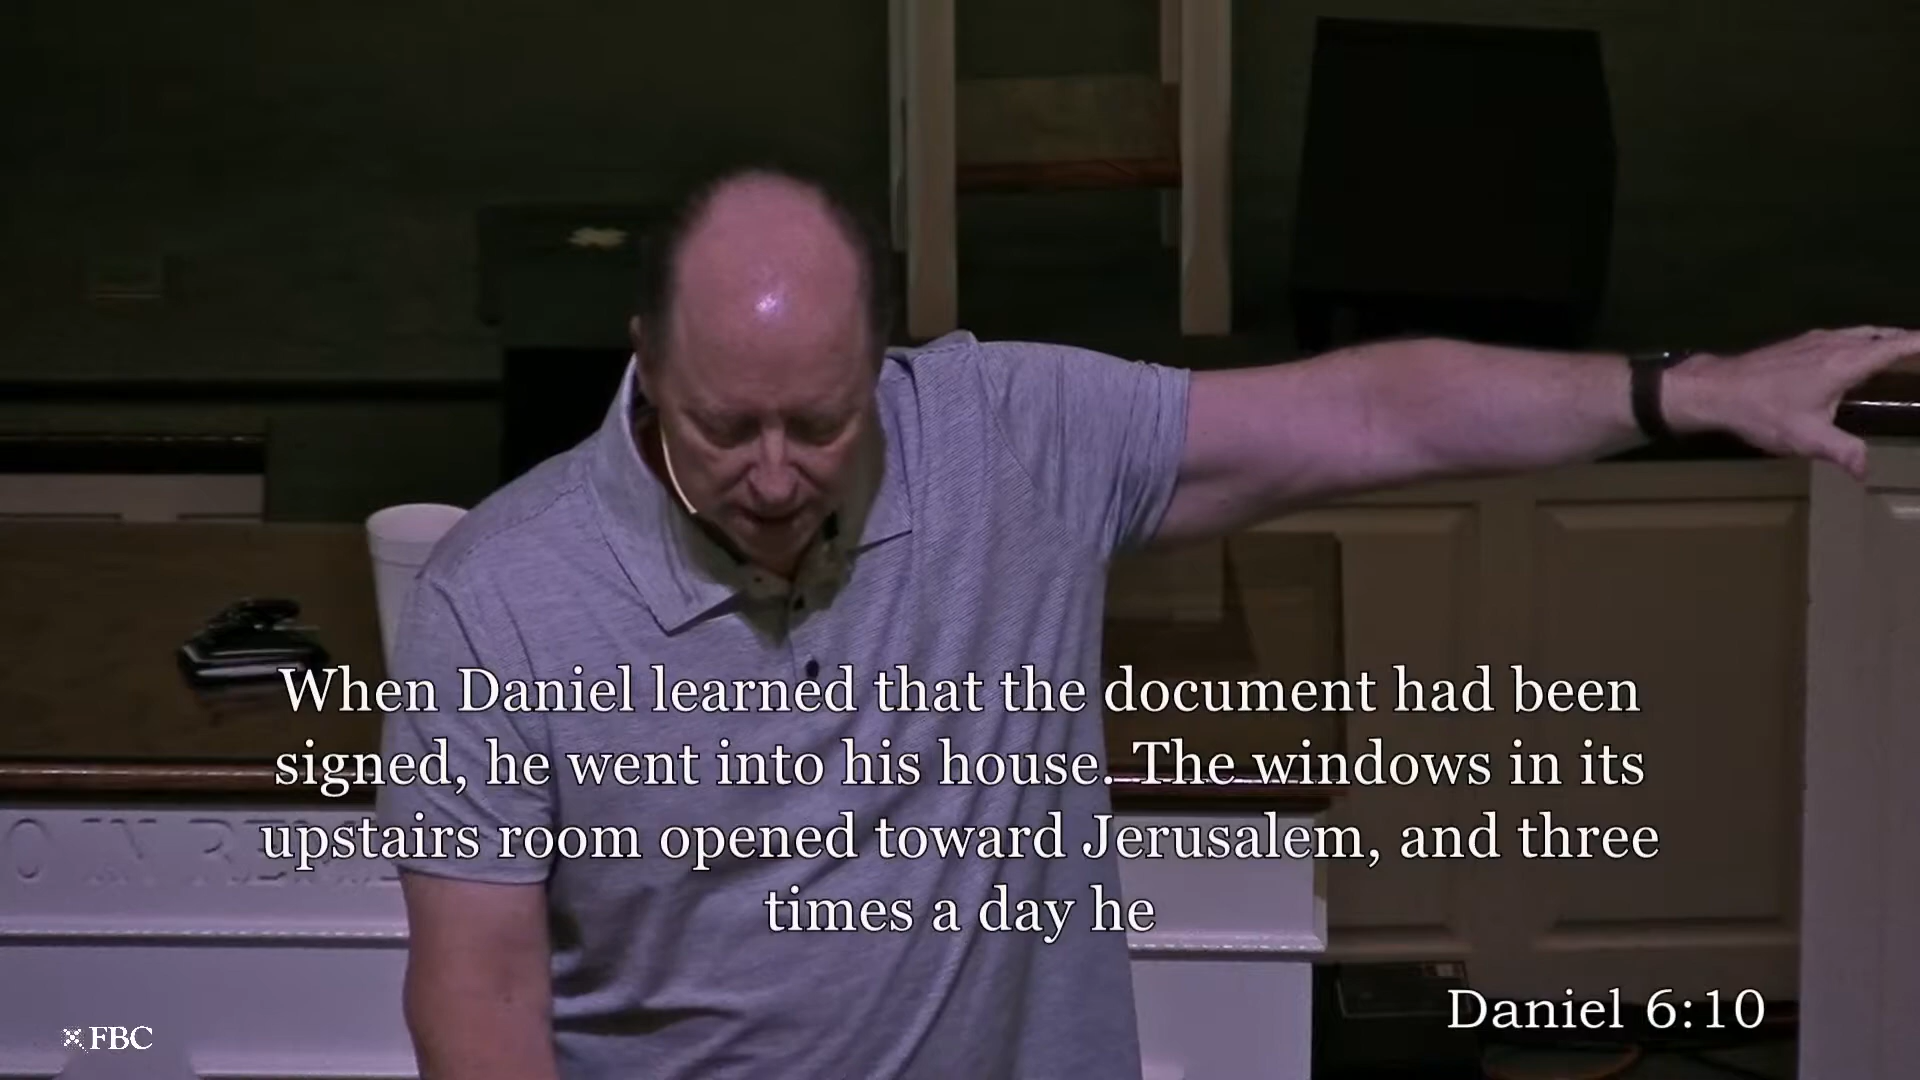 When Daniel learned that the document had been
signed, he went into his house. The windows in its
upstairs room opened toward Jerusalem, and three
times a day he
Daniel 6:10
FBC